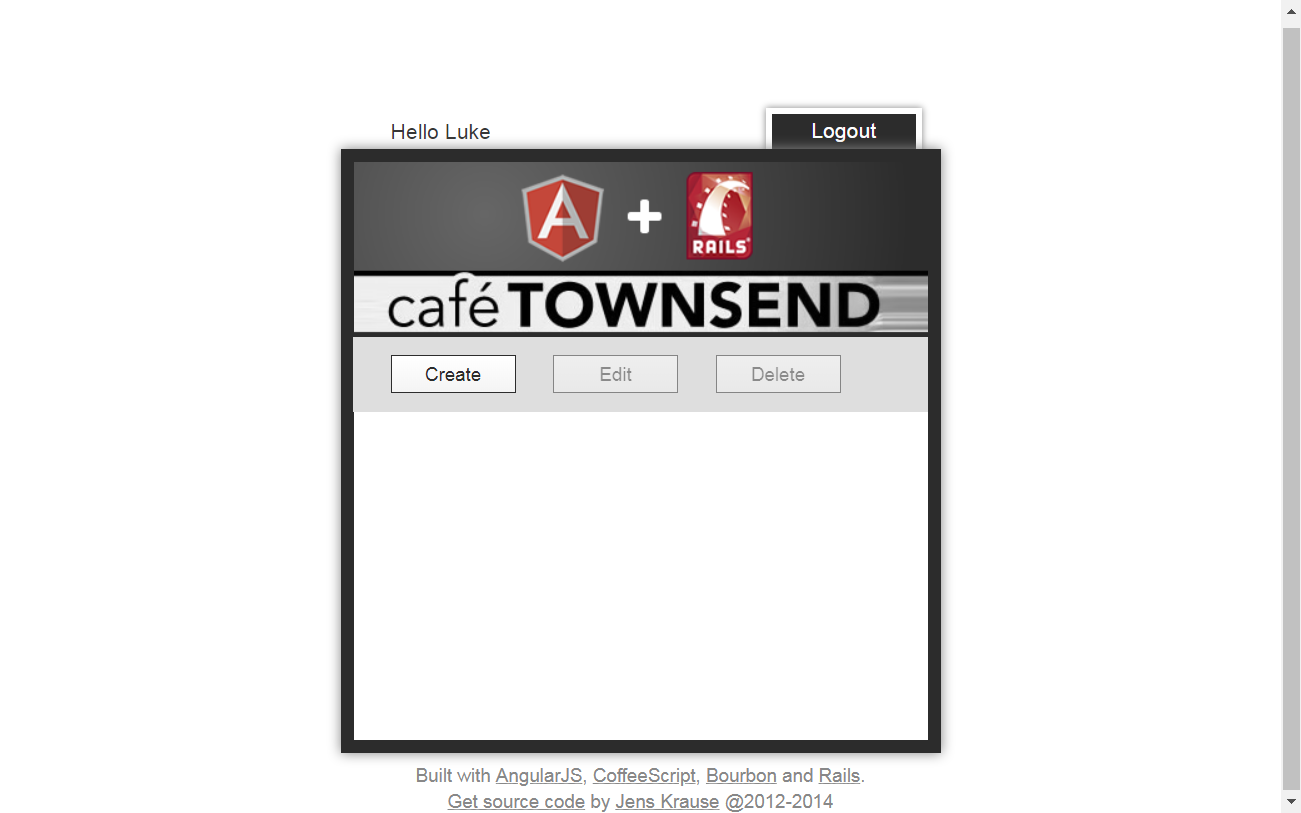 Hello Luke
Logout
A
RAILS
café TOWNSEND
Create
Edit
Delete
Built with AngularJS, CoffeeScript, Bourbon and Rails.
Get source code by Jens Krause @2012-2014